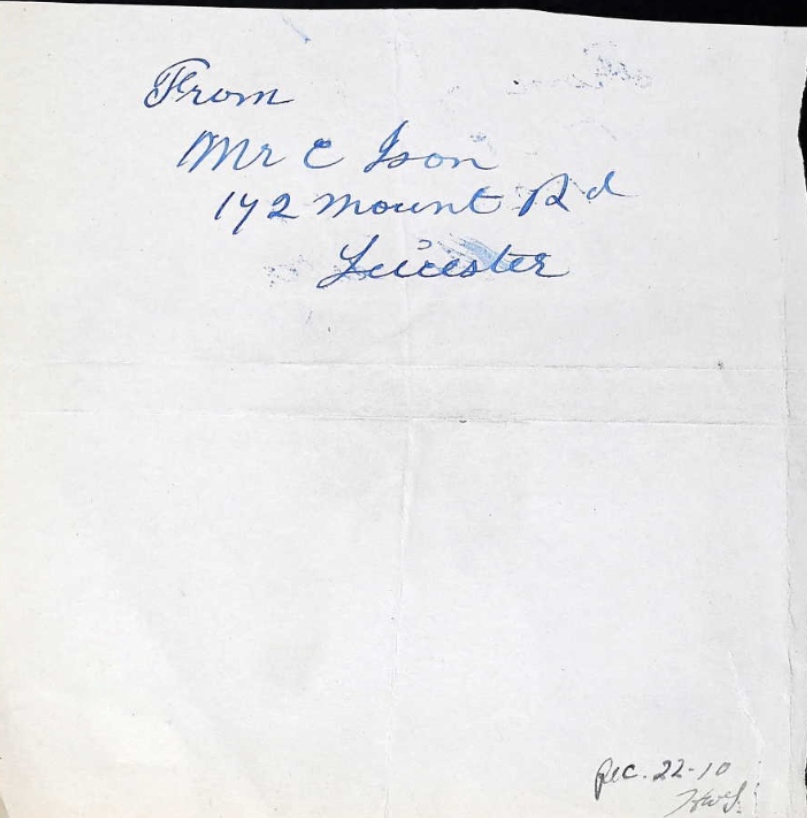 From
Mr C Ison
172 Mount Rd
Leicester
Rec. 22-10